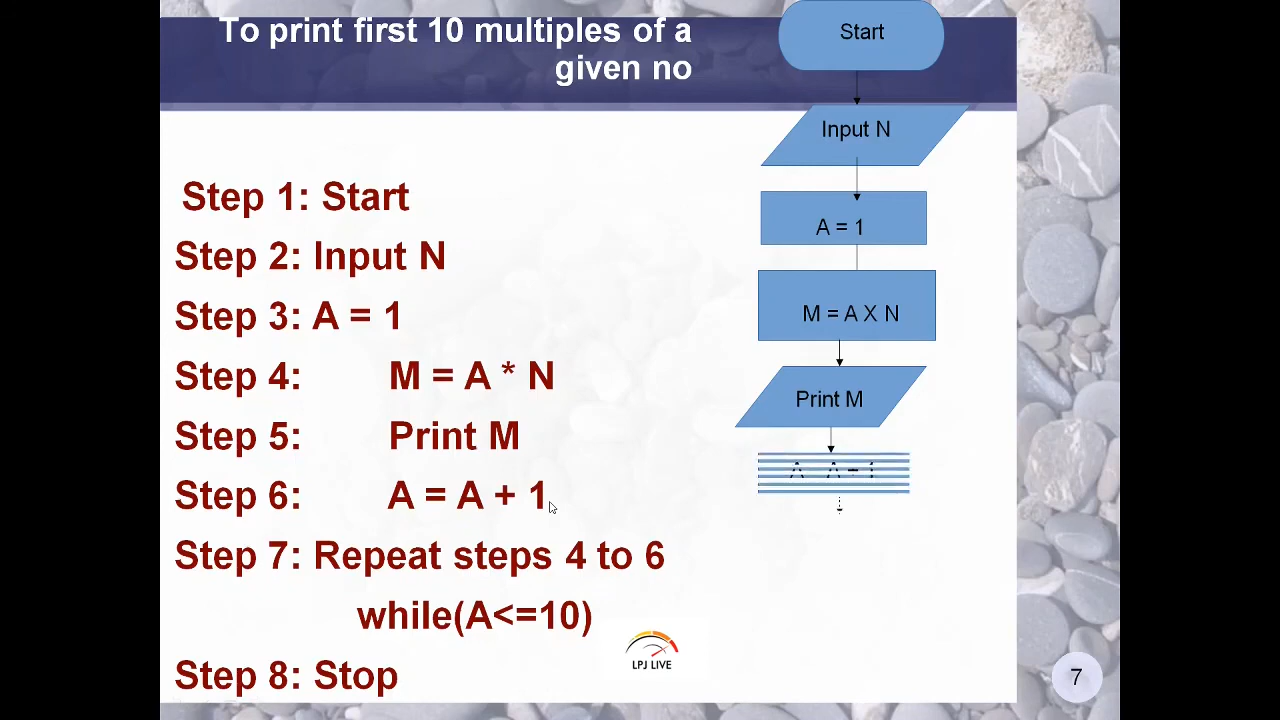 To print first 10 multiples of a
given no
Step 1: Start
Step 2: Input N
Step 3: A = 1
Step 4: M = A * N
Step 5: Print M
Step 6: A = A + 1
Step 7: Repeat steps 4 to 6
while(A<=10)
Step 8: Stop
Start
Input N
A = 1
M = A X N
Print M
LPJ LIVE
7